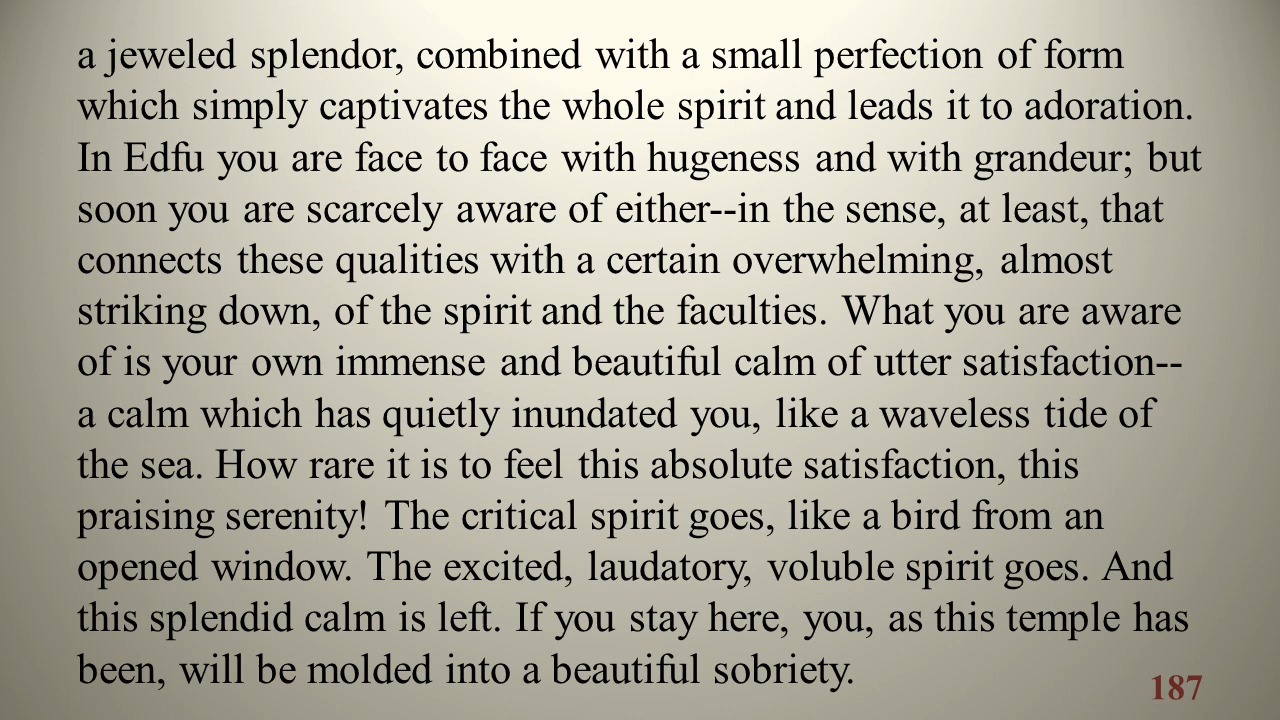 a jeweled splendor, combined with a small perfection of form
which simply captivates the whole spirit and leads it to adoration.
In Edfu you are face to face with hugeness and with grandeur; but
soon you are scarcely aware of either--in the sense, at least, that
connects these qualities with a certain overwhelming, almost
striking down, of the spirit and the faculties. What you are aware
of is your own immense and beautiful calm of utter satisfaction--
a calm which has quietly inundated you, like a waveless tide of
the sea. How rare it is to feel this absolute satisfaction, this
praising serenity! The critical spirit goes, like a bird from an
opened window. The excited, laudatory, voluble spirit goes. And
this splendid calm is left. If you stay here, you, as this temple has
been, will be molded into a beautiful sobriety.
187